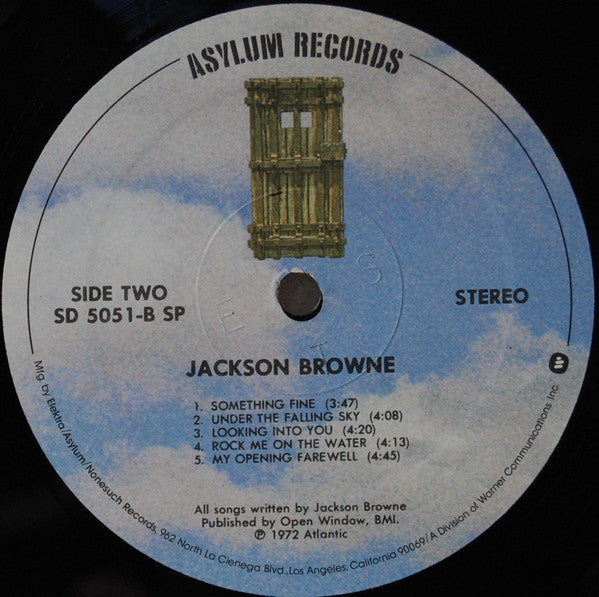 ASYLUM RECORDS
SIDE TWO
SD 5051-B SP
STEREO
JACKSON BROWNE
1. SOMETHING FINE (3:47)
2. UNDER THE FALLING SKY (4:08)
3. LOOKING INTO YOU (4:20)
4. ROCK ME ON THE WATER (4:13)
5. MY OPENING FAREWELL (4:45)
All songs written by Jackson Browne
Published by Open Window, BMI.
℗ 1972 Atlantic
Mfg. by Elektra/Asylum/Nonesuch Records, 962 North La Cienega Blvd., Los Angeles, California 90069/A Division of Warner Communications Inc.